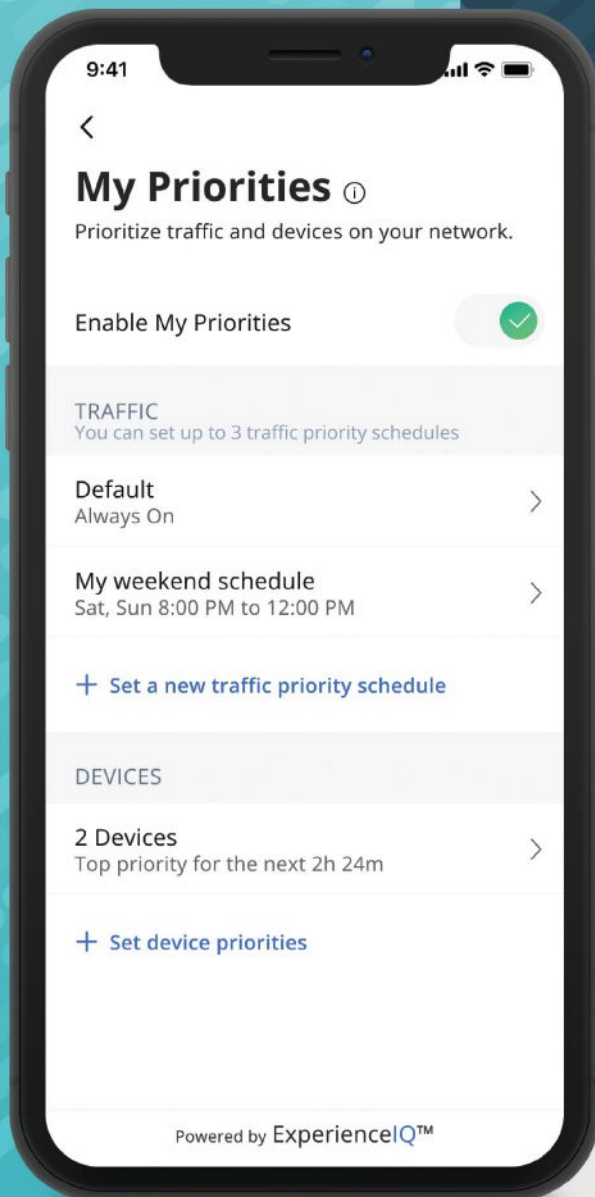 9:41
My Priorities
Prioritize traffic and devices on your network.
Enable My Priorities
TRAFFIC
You can set up to 3 traffic priority schedules
Default
Always On
My weekend schedule
Sat, Sun 8:00 PM to 12:00 PM
+ Set a new traffic priority schedule
DEVICES
2 Devices
Top priority for the next 2h 24m
+ Set device priorities
Powered by ExperienceIQ™